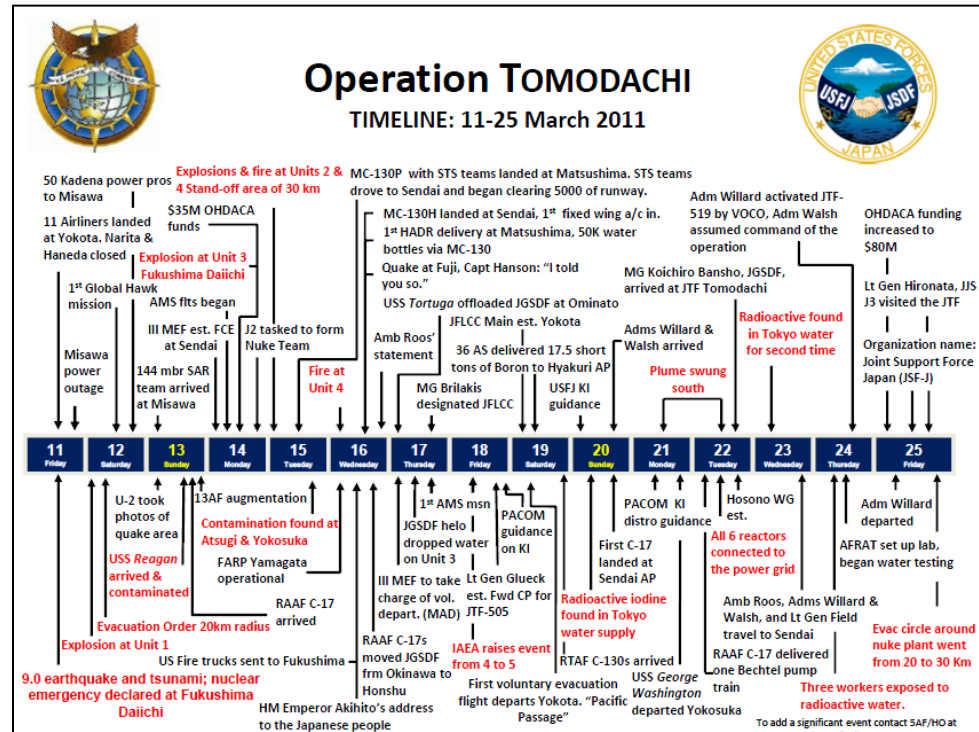 Operation TOMODACHI
TIMELINE: 11-25 March 2011
UNITED STATES FORCES
USFJ JSDF
JAPAN
50 Kadena power pros
to Misawa
11 Airliners landed
at Yokota. Narita &
Haneda closed
1st Global Hawk
mission
Misawa
power
outage
Explosions & fire at Units 2 &
4 Stand-off area of 30 km
$35M OHDACA
funds
Explosion at Unit 3
Fukushima Daiichi
AMS flts began
III MEF est. FCE
at Sendai
144 mbr SAR
team arrived
at Misawa
J2 tasked to form
Nuke Team
MC-130P with STS teams landed at Matsushima. STS teams
drove to Sendai and began clearing 5000 of runway.
MC-130H landed at Sendai, 1st fixed wing a/c in.
1st HADR delivery at Matsushima, 50K water
bottles via MC-130
Quake at Fuji, Capt Hanson: "I told
you so."
USS Tortuga offloaded JGSDF at Ominato
JFLCC Main est. Yokota
Fire at
Unit 4
Amb Roos'
statement
36 AS delivered 17.5 short
tons of Boron to Hyakuri AP
MG Brilakis
designated JFLCC
USFJ KI
guidance
Adms Willard &
Walsh arrived
Adm Willard activated JTF-
519 by VOCO, Adm Walsh
assumed command of the
operation
MG Koichiro Bansho, JGSDF,
arrived at JTF Tomodachi
Plume swung
south
Radioactive found
in Tokyo water
for second time
OHDACA funding
increased to
$80M
Lt Gen Hironata, JJS
J3 visited the JTF
Organization name:
Joint Support Force
Japan (JSF-J)
11 12 13 14 15 16 17 18 19 20 21 22 23 24 25
Friday Saturday Sunday Monday Tuesday Wednesday Thursday Friday Saturday Sunday Monday Tuesday Wednesday Thursday Friday
U-2 took
photos of
quake area
USS Reagan
arrived &
contaminated
Evacuation Order 20km radius
Explosion at Unit 1
9.0 earthquake and tsunami; nuclear
emergency declared at Fukushima
Daiichi
13AF augmentation
Contamination found at
Atsugi & Yokosuka
FARP Yamagata
operational
RAAF C-17
arrived
US Fire trucks sent to Fukushima
HM Emperor Akihito's address
to the Japanese people
RAAF C-17s
moved JGSDF
frm Okinawa to
Honshu
III MEF to take
charge of vol.
depart. (MAD)
JGSDF helo
dropped water
on Unit 3
1st AMS msn
PACOM
guidance
on KI
Lt Gen Glueck
est. Fwd CP for
JTF-505
IAEA raises event
from 4 to 5
First voluntary evacuation
flight departs Yokota. "Pacific
Passage"
Radioactive iodine
found in Tokyo
water supply
RTAF C-130s arrived
First C-17
landed at
Sendai AP
PACOM KI
distro guidance
USS George
Washington
departed Yokosuka
Hosono WG
est.
All 6 reactors
connected to
the power grid
Amb Roos, Adms Willard &
Walsh, and Lt Gen Field
travel to Sendai
RAAF C-17 delivered
one Bechtel pump
train
AFRAT set up lab,
began water testing
Adm Willard
departed
Evac circle around
nuke plant went
from 20 to 30 Km
Three workers exposed to
radioactive water.
To add a significant event contact 5AF/HO at